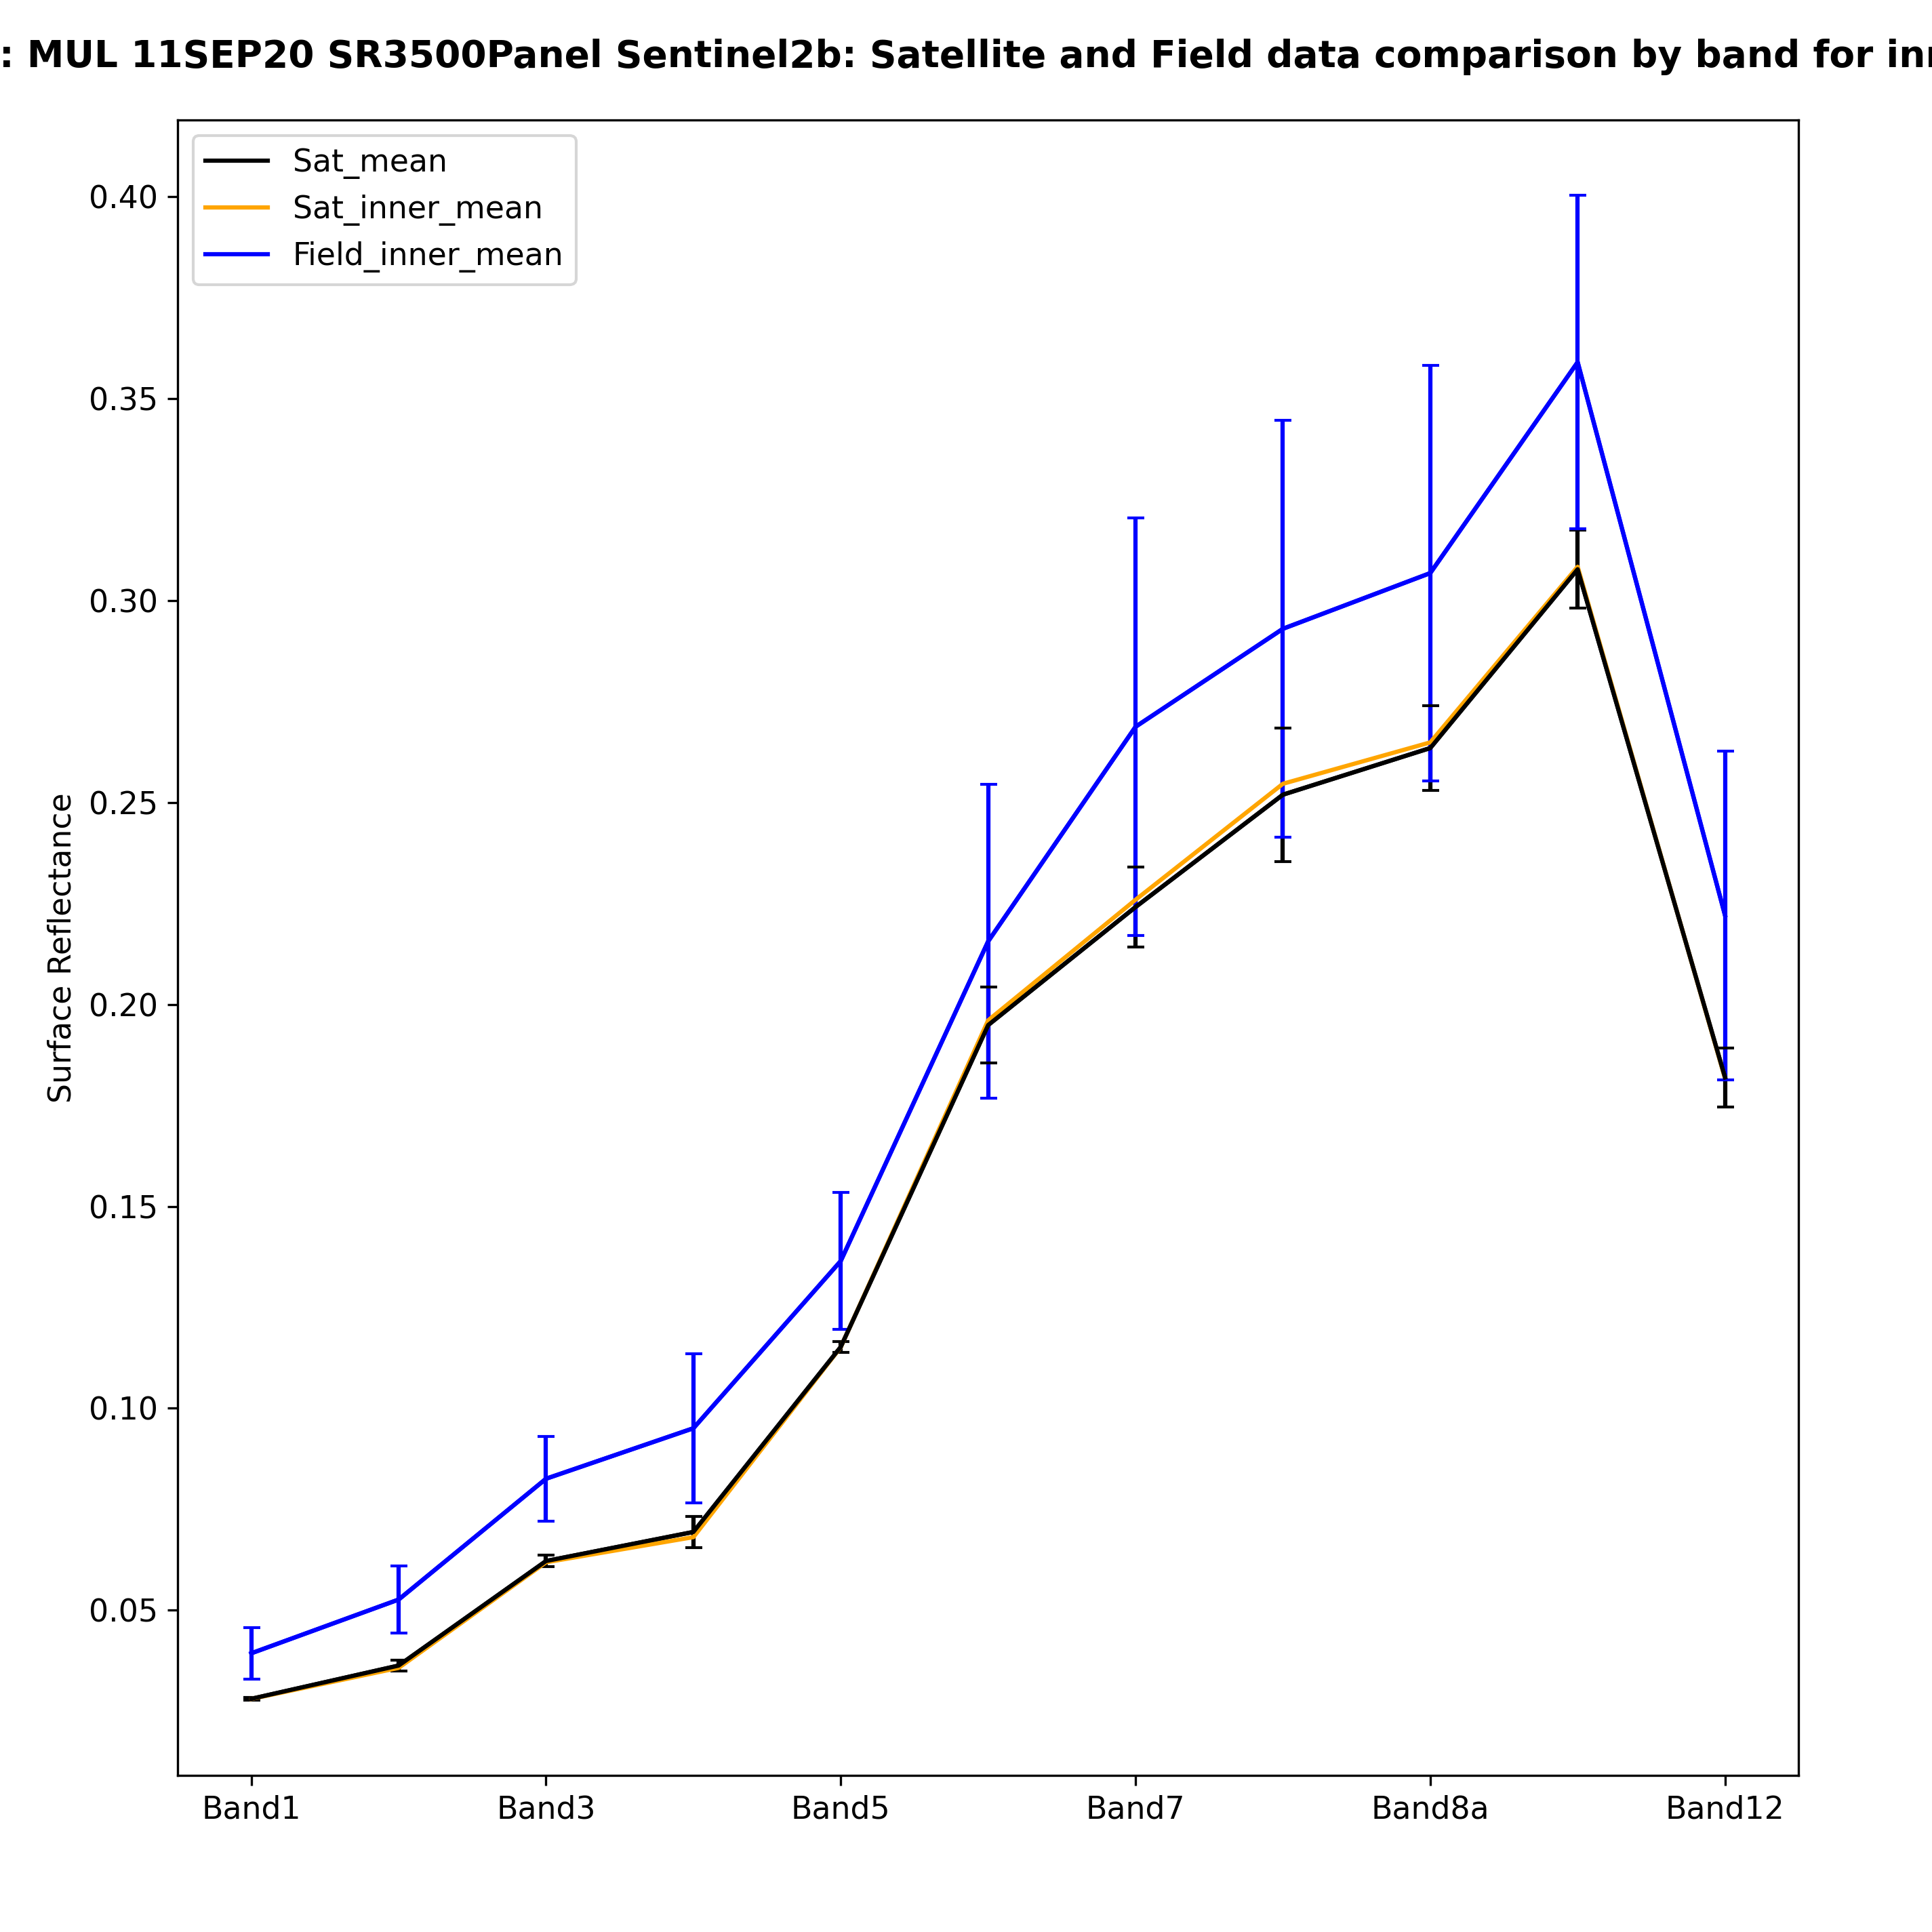 : MUL 11SEP20 SR3500Panel Sentinel2b: Satellite and Field data comparison by band for
Sat_mean
Sat_inner_mean
Field_inner_mean
0.40
0.35
0.30
0.25
0.20
0.15
0.10
0.05
Surface Reflectance
Band1 Band3 Band5 Band7 Band8a Band12